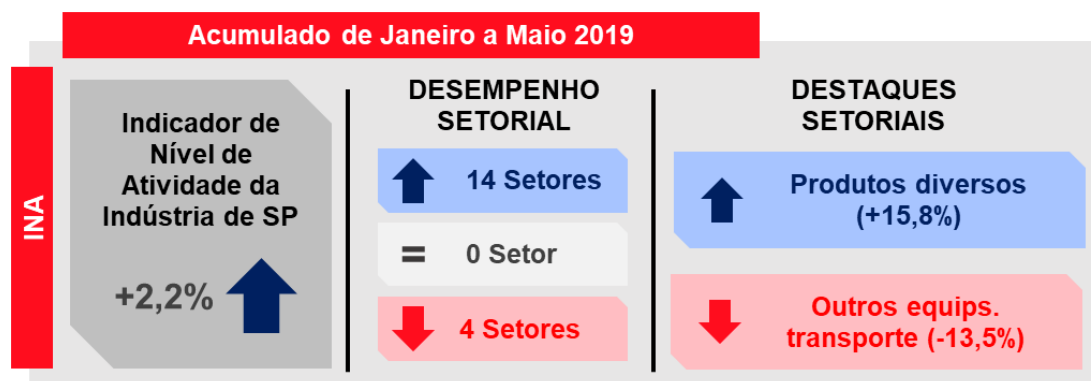 Acumulado de Janeiro a Maio 2019
INA
Indicador de
Nível de
Atividade da
Indústria de SP
+2,2%
DESEMPENHO
SETORIAL
14 Setores
= 0 Setor
4 Setores
DESTAQUES
SETORIAIS
Produtos diversos
(+15,8%)
Outros equips.
transporte (-13,5%)